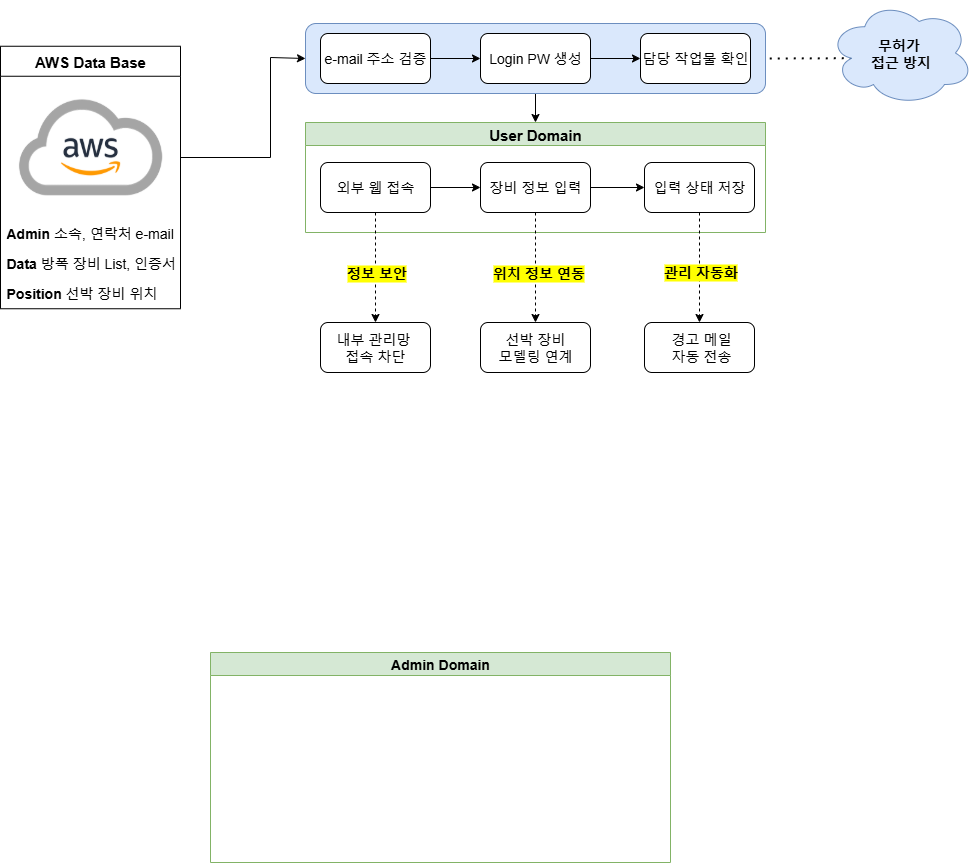 AWS Data Base
aws
Admin 소속, 연락처 e-mail
Data 방폭 장비 List, 인증서
Position 선박 장비 위치
e-mail 주소 검증
Login PW 생성
담당 작업물 확인
무허가
접근 방지
User Domain
외부 웹 접속
장비 정보 입력
입력 상태 저장
정보 보안
위치 정보 연동
관리 자동화
내부 관리망
접속 차단
선박 장비
모델링 연계
경고 메일
자동 전송
Admin Domain